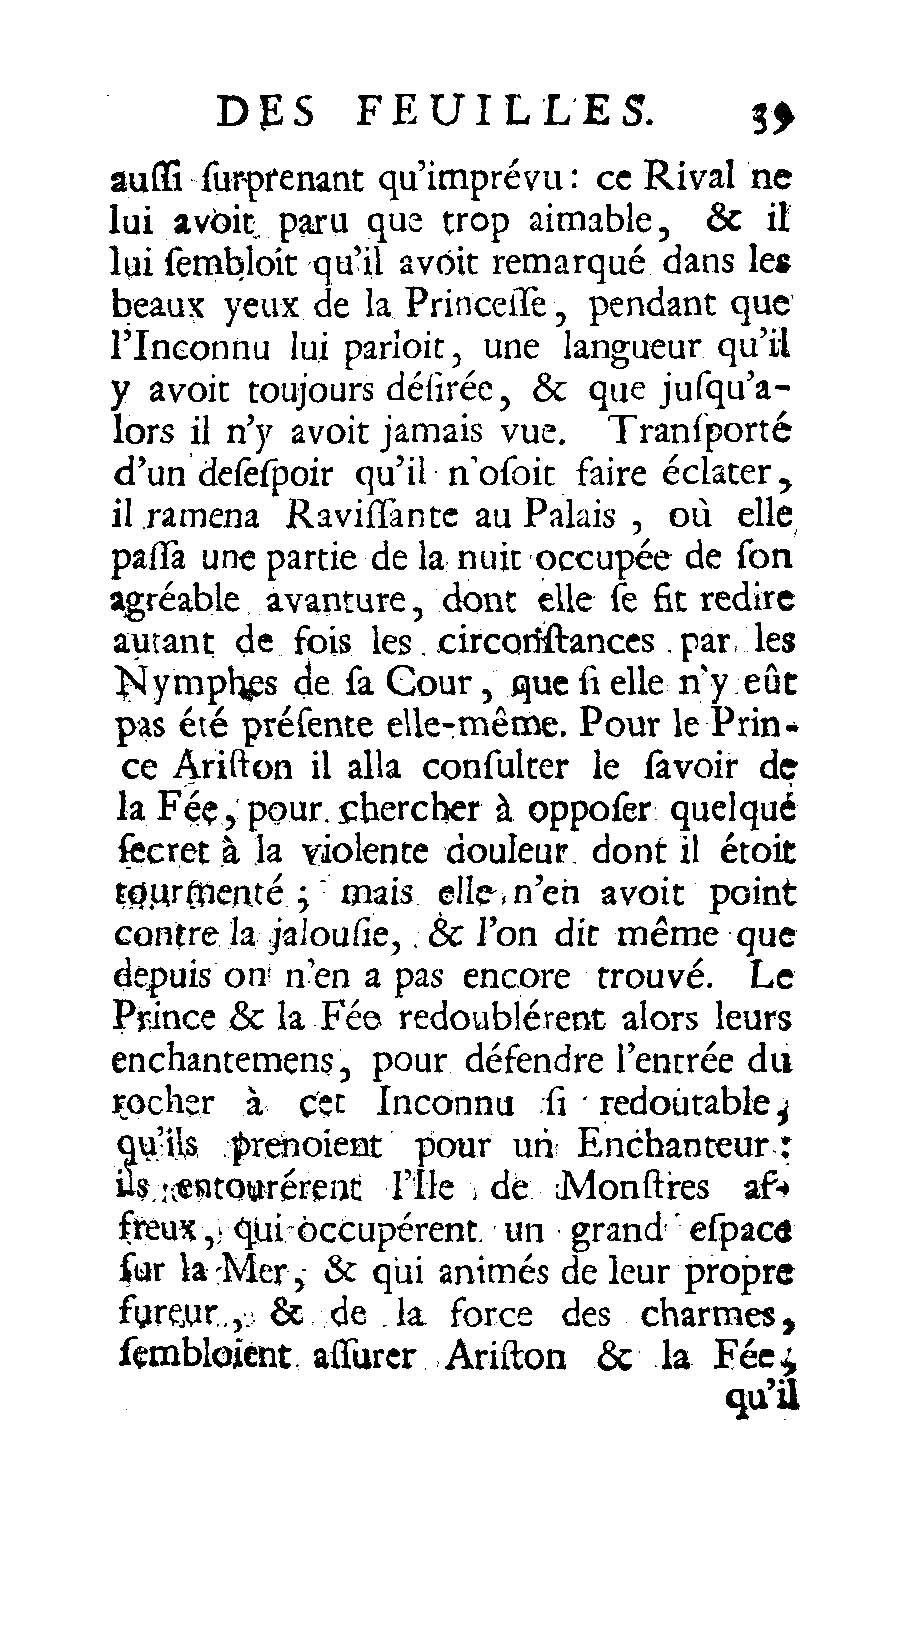 DES FEUILLES. 39
auſſi ſurprenant qu'imprévu: ce Rival ne
lui avoit paru que trop aimable, & il
lui ſembloit qu'il avoit remarqué dans les
beaux yeux de la Princeſſe, pendant que
l'Inconnu lui parloit, une langueur qu'il
y avoit toujours déſirée, & que juſqu'a-
lors il n'y avoit jamais vue. Tranſporté
d'un deſeſpoir qu'il n'oſoit faire éclater,
il ramena Raviſſante au Palais , où elle
paſſa une partie de la nuit occupée de ſon
agréable avanture, dont elle ſe fit redire
autant de fois les circonſtances par les
Nymphes de ſa Cour, que ſi elle n'y eût
pas été préſente elle-même. Pour le Prin-
ce Ariſton il alla conſulter le ſavoir de
la Fée, pour chercher à oppoſer quelque
ſecret à la violente douleur dont il étoit
tourmenté ; mais elle n'en avoit point
contre la jalouſie, & l'on dit même que
depuis on n'en a pas encore trouvé. Le
Prince & la Fée redoublérent alors leurs
enchantemens, pour défendre l'entrée du
rocher à cet Inconnu ſi redoutable,
qu'ils prenoient pour un Enchanteur :
ils entourérent l'Ile de Monſtres af-
freux, qui occupérent un grand eſpace
ſur la Mer, & qui animés de leur propre
fureur, & de la force des charmes,
ſembloient aſſurer Ariſton & la Fée,
qu'il